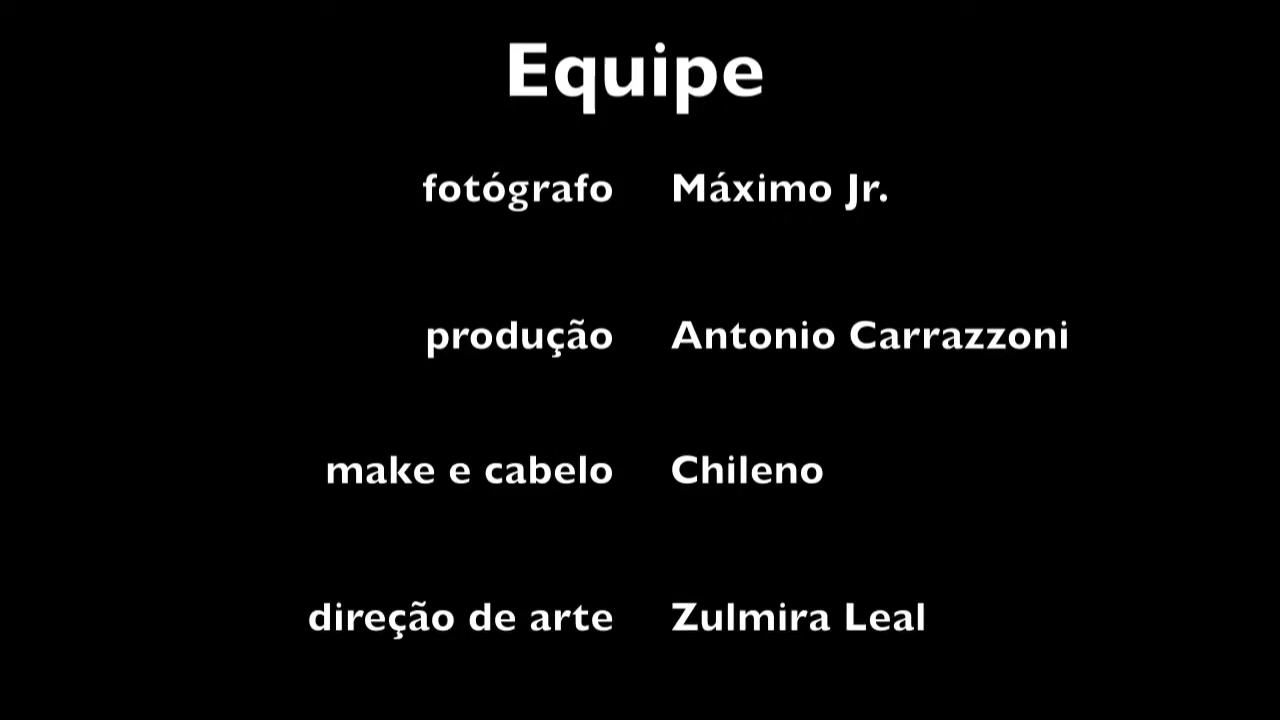 Equipe
fotógrafo Máximo Jr.
produção Antonio Carrazzoni
make e cabelo Chileno
direção de arte Zulmira Leal